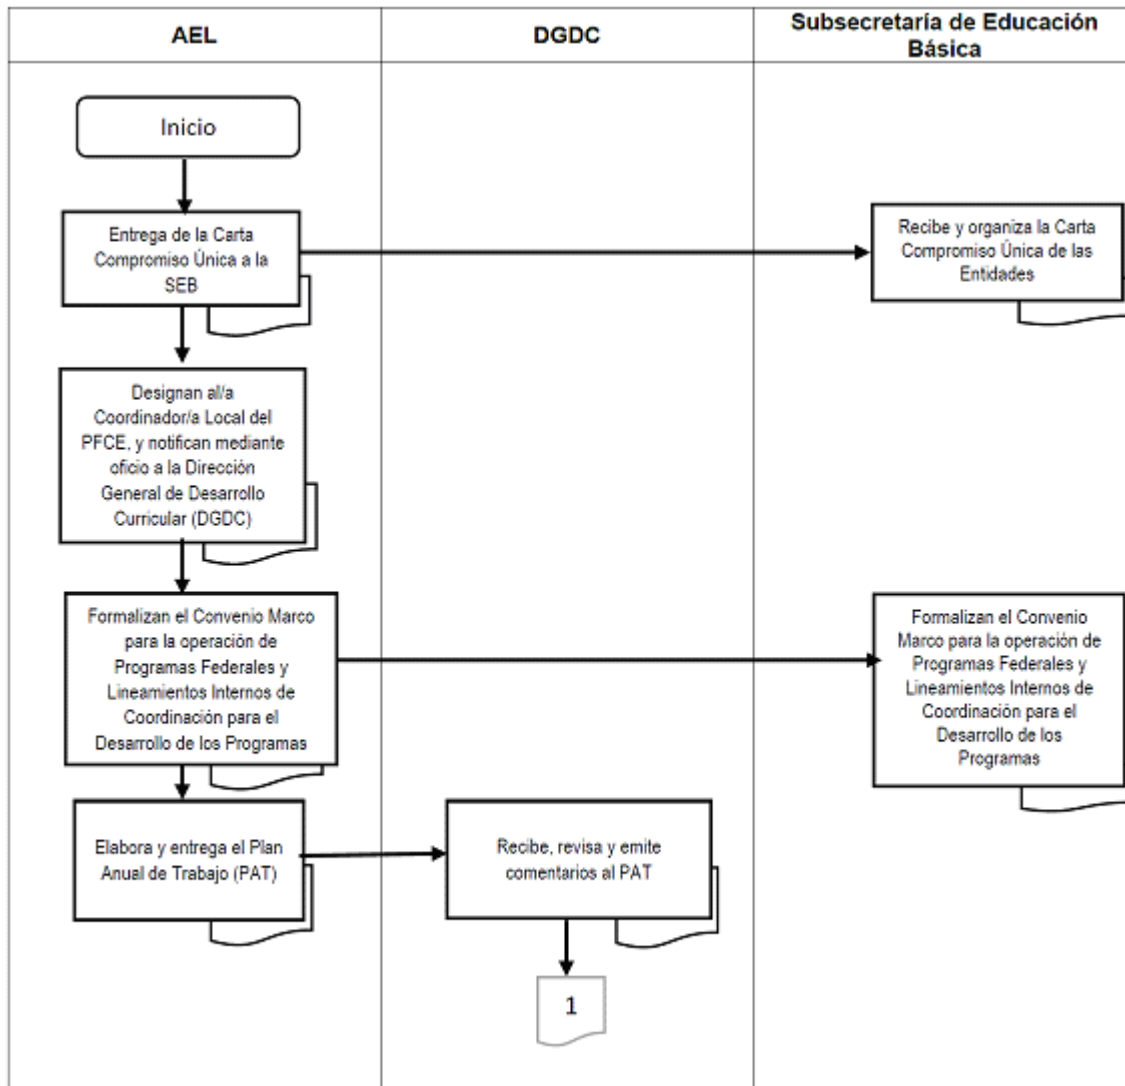 AEL
DGDC
Subsecretaría de Educación
Básica
Inicio
Entrega de la Carta
Compromiso Única a la
SEB
Recibe y organiza la Carta
Compromiso Única de las
Entidades
Designan al/a
Coordinador/a Local del
PFCE, y notifican mediante
oficio a la Dirección
General de Desarrollo
Curricular (DGDC)
Formalizan el Convenio Marco
para la operación de
Programas Federales y
Lineamientos Internos de
Coordinación para el
Desarrollo de los Programas
Formalizan el Convenio
Marco para la operación de
Programas Federales y
Lineamientos Internos de
Coordinación para el
Desarrollo de los
Programas
Elabora y entrega el Plan
Anual de Trabajo (PAT)
Recibe, revisa y emite
comentarios al PAT
1